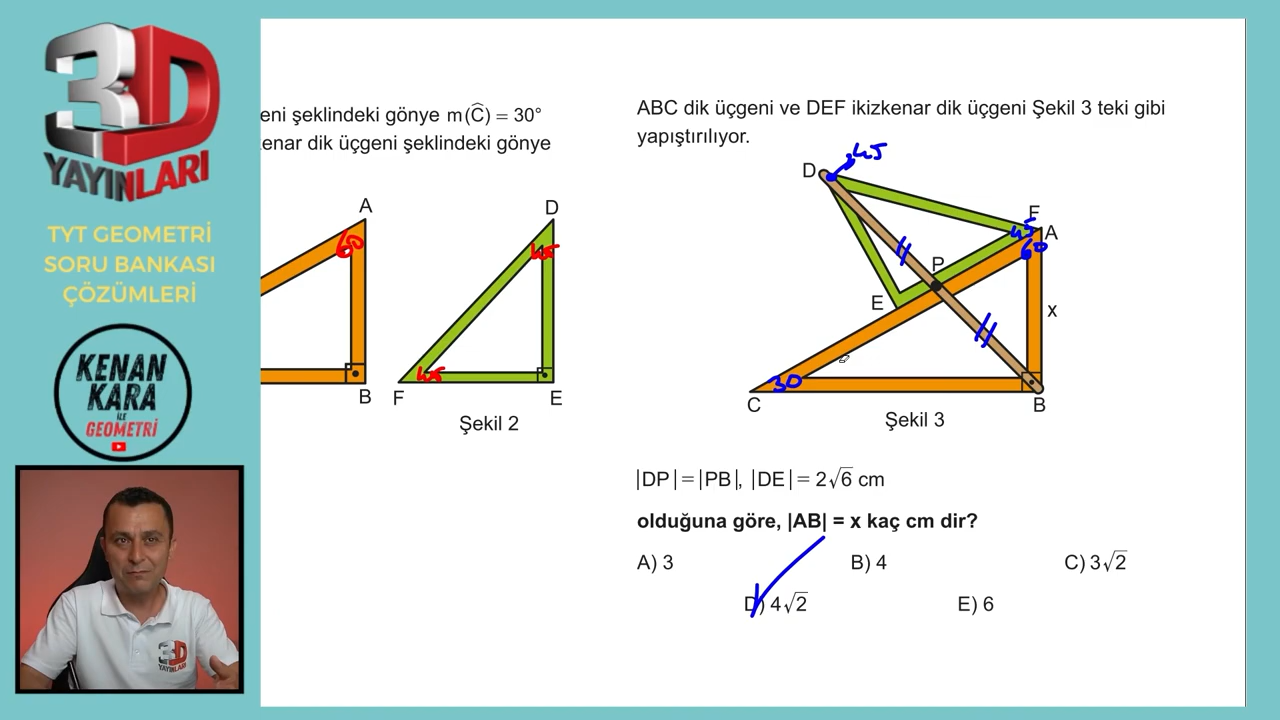 3D
YAYINLARI
TYT GEOMETRİ
SORU BANKASI
ÇÖZÜMLERİ
KENAN
KARA
İLE
GEOMETRİ
3D
YAYINLARI
eni şeklindeki gönye m(Ĉ) = 30°
enar dik üçgeni şeklindeki gönye
A
60
B
D
45
45
F
E
Şekil 2
ABC dik üçgeni ve DEF ikizkenar dik üçgeni Şekil 3 teki gibi
yapıştırılıyor.
D
45
F
45
A
60
P
E
x
30
C
B
Şekil 3
|DP| = |PB|, |DE| = 2√6 cm
olduğuna göre, |AB| = x kaç cm dir?
A) 3
B) 4
C) 3√2
D) 4√2
E) 6